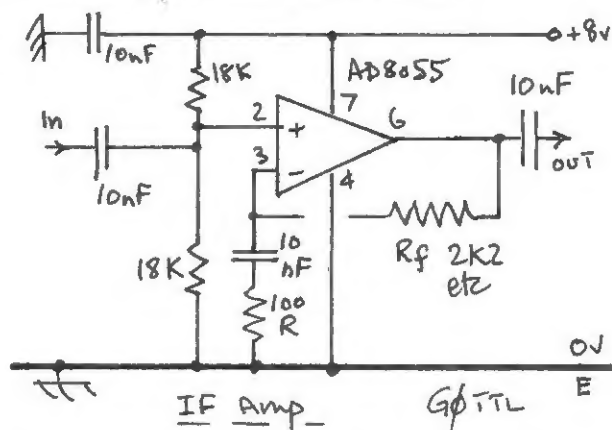 +8v
10nF
18K
AD8055
7
10nF
In
2
+
6
3
-
4
OUT
10nF
10
nF
Rf 2K2
etc
18K
100
R
0V
E
IF Amp
GØTTL